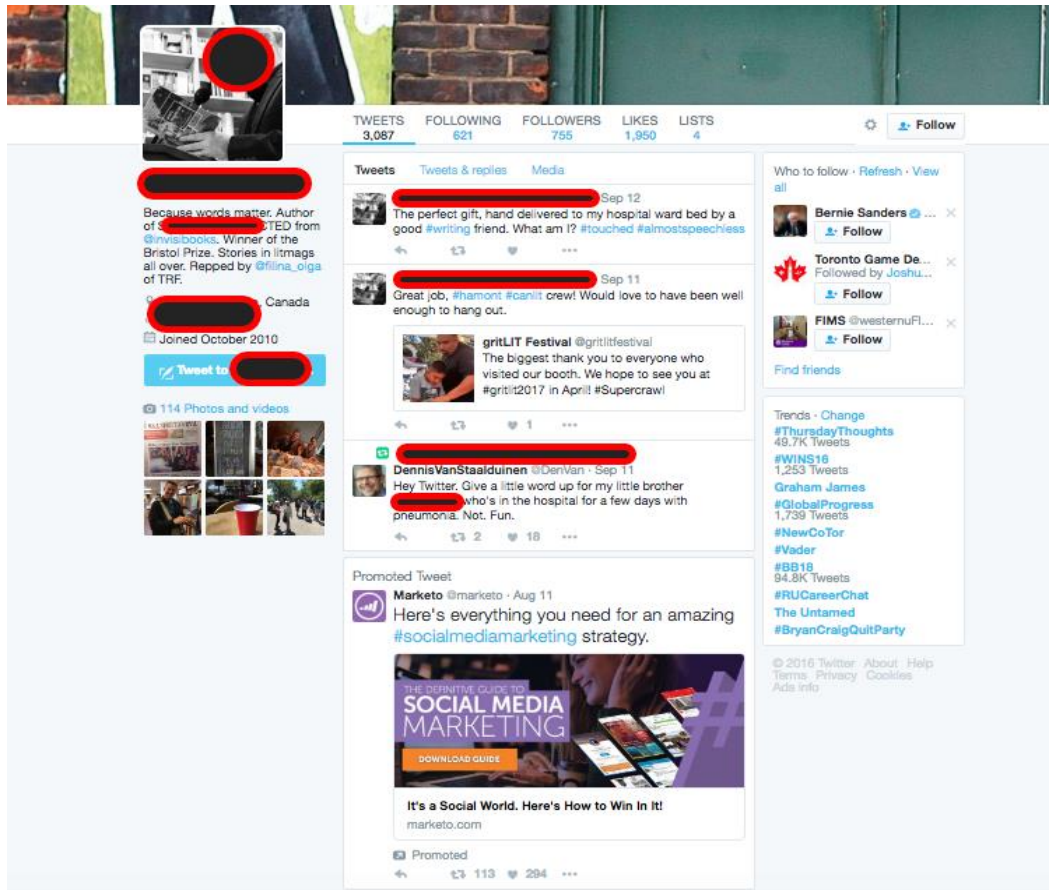 TWEETS FOLLOWING FOLLOWERS LIKES LISTS
3,087 621 755 1,950 4
Follow
Because words matter. Author
of S CTED from
@invisibooks. Winner of the
Bristol Prize. Stories in litmags
all over. Repped by @filina_olga
of TRF.
, Canada
Joined October 2010
Tweet to
114 Photos and videos
Tweets Tweets & replies Media
Sep 12
The perfect gift, hand delivered to my hospital ward bed by a
good #writing friend. What am I? #touched #almostspeechless
Sep 11
Great job, #hamont #canlit crew! Would love to have been well
enough to hang out.
gritLIT Festival @gritlitfestival
The biggest thank you to everyone who
visited our booth. We hope to see you at
#gritlit2017 in April! #Supercrawl
1
DennisVanStaalduinen @DenVan · Sep 11
Hey Twitter. Give a little word up for my little brother
who's in the hospital for a few days with
pneumonia. Not. Fun.
2 18
Promoted Tweet
Marketo @marketo · Aug 11
Here's everything you need for an amazing
#socialmediamarketing strategy.
THE DEFINITIVE GUIDE TO
SOCIAL MEDIA
MARKETING
DOWNLOAD GUIDE
#
It's a Social World. Here's How to Win In It!
marketo.com
Promoted
113 294
Who to follow · Refresh · View
all
Bernie Sanders ...
Follow
Toronto Game De...
Followed by Joshu...
Follow
FIMS @westernuFI...
Follow
Find friends
Trends · Change
#ThursdayThoughts
49.7K Tweets
#WINS16
1,253 Tweets
Graham James
#GlobalProgress
1,739 Tweets
#NewCoTor
#Vader
#BB18
94.8K Tweets
#RUCareerChat
The Untamed
#BryanCraigQuitParty
© 2016 Twitter About Help
Terms Privacy Cookies
Ads info